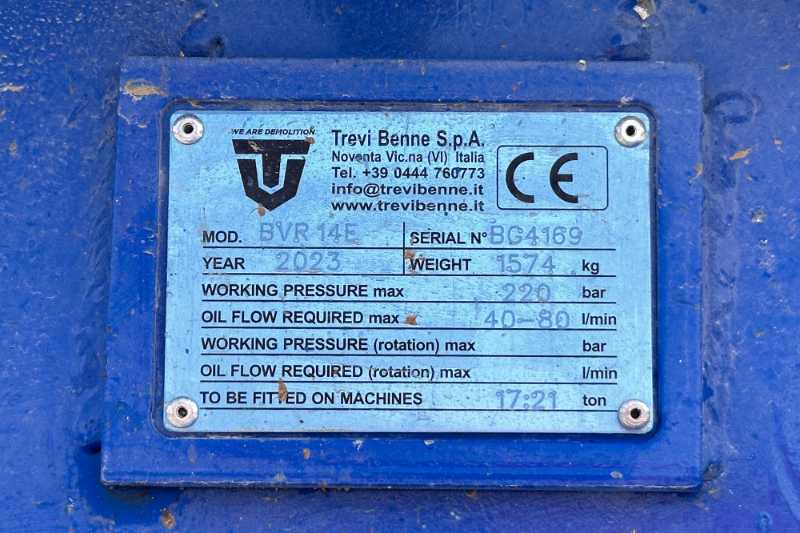 WE ARE DEMOLITION
Trevi Benne S.p.A.
Noventa Vic.na (VI) Italia
Tel. +39 0444 760773
info@trevibenne.it
www.trevibenne.it
CE
MOD. BVR 14E SERIAL N° BG4169
YEAR 2023 WEIGHT 1574 kg
WORKING PRESSURE max 220 bar
OIL FLOW REQUIRED max 40-80 l/min
WORKING PRESSURE (rotation) max bar
OIL FLOW REQUIRED (rotation) max l/min
TO BE FITTED ON MACHINES 17:21 ton